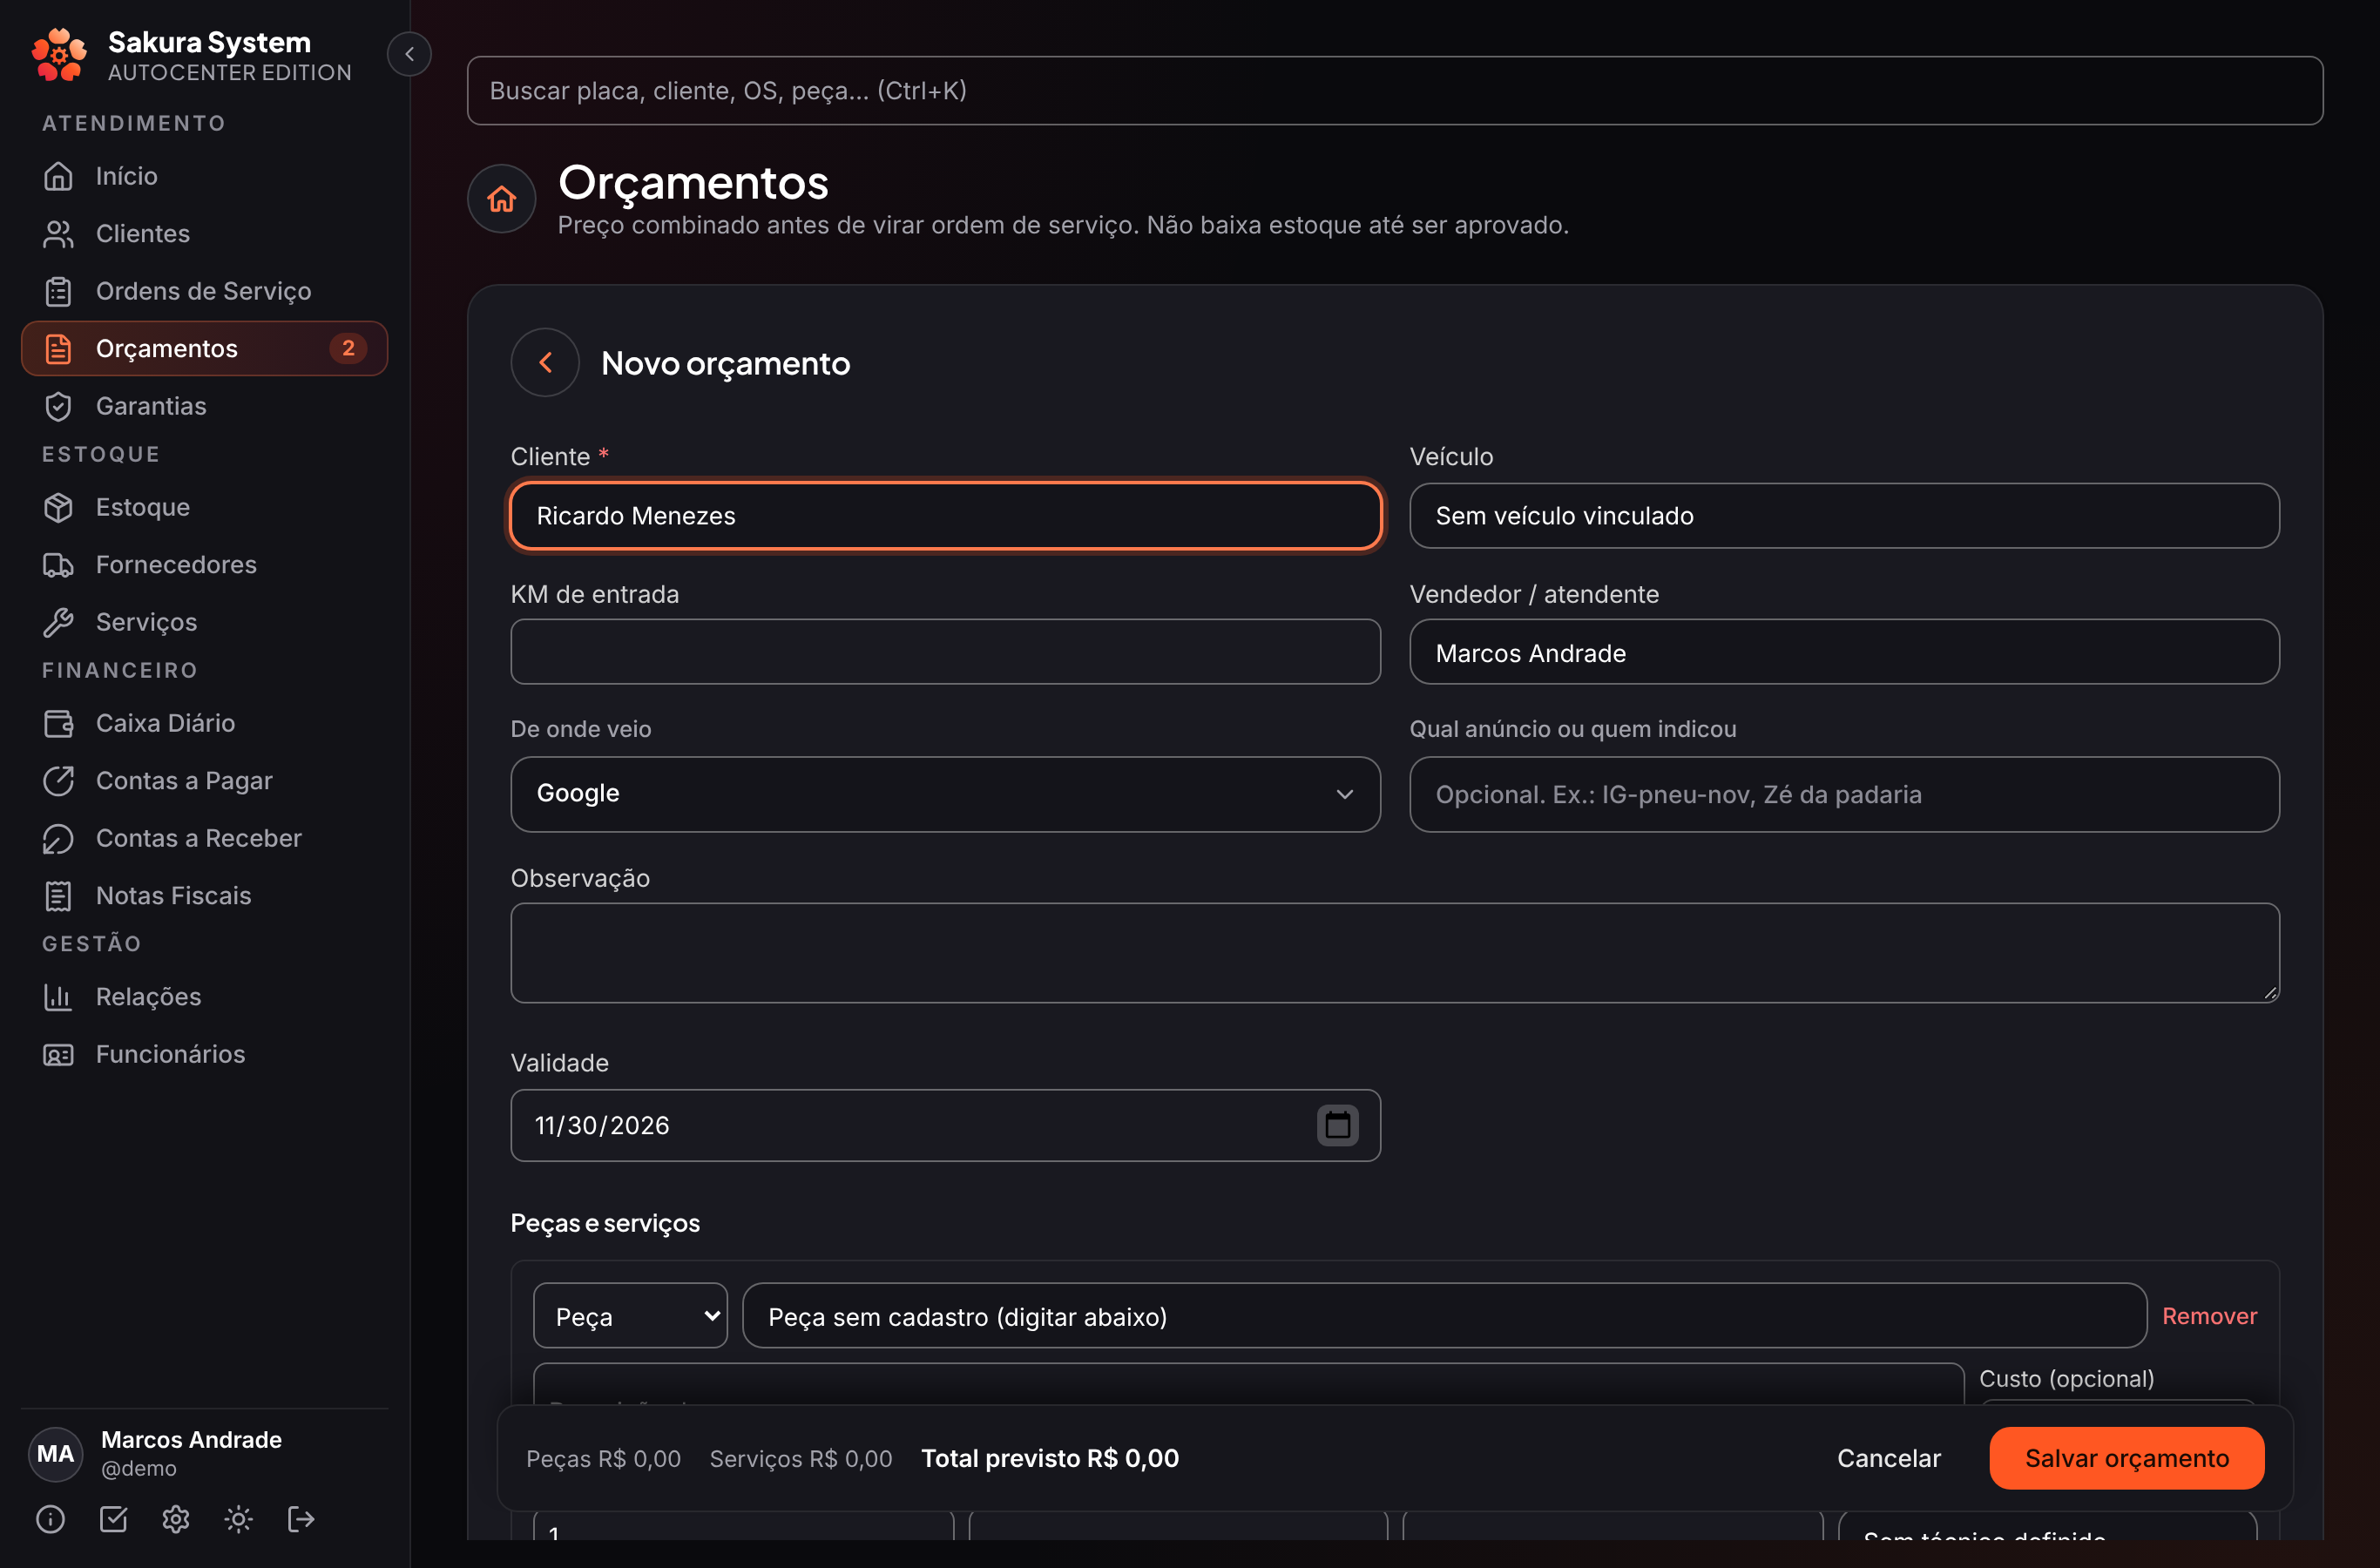 Sakura System
AUTOCENTER EDITION
ATENDIMENTO
Início
Clientes
Ordens de Serviço
Orçamentos 2
Garantias
ESTOQUE
Estoque
Fornecedores
Serviços
FINANCEIRO
Caixa Diário
Contas a Pagar
Contas a Receber
Notas Fiscais
GESTÃO
Relações
Funcionários
MA
Marcos Andrade
@demo
Buscar placa, cliente, OS, peça... (Ctrl+K)
Orçamentos
Preço combinado antes de virar ordem de serviço. Não baixa estoque até ser aprovado.
Novo orçamento
Cliente *
Ricardo Menezes
Veículo
Sem veículo vinculado
KM de entrada
Vendedor / atendente
Marcos Andrade
De onde veio
Google
Qual anúncio ou quem indicou
Opcional. Ex.: IG-pneu-nov, Zé da padaria
Observação
Validade
11/30/2026
Peças e serviços
Peça
Peça sem cadastro (digitar abaixo)
Remover
Custo (opcional)
Peças R$ 0,00 Serviços R$ 0,00 Total previsto R$ 0,00
Cancelar
Salvar orçamento
1
Sem técnico definido